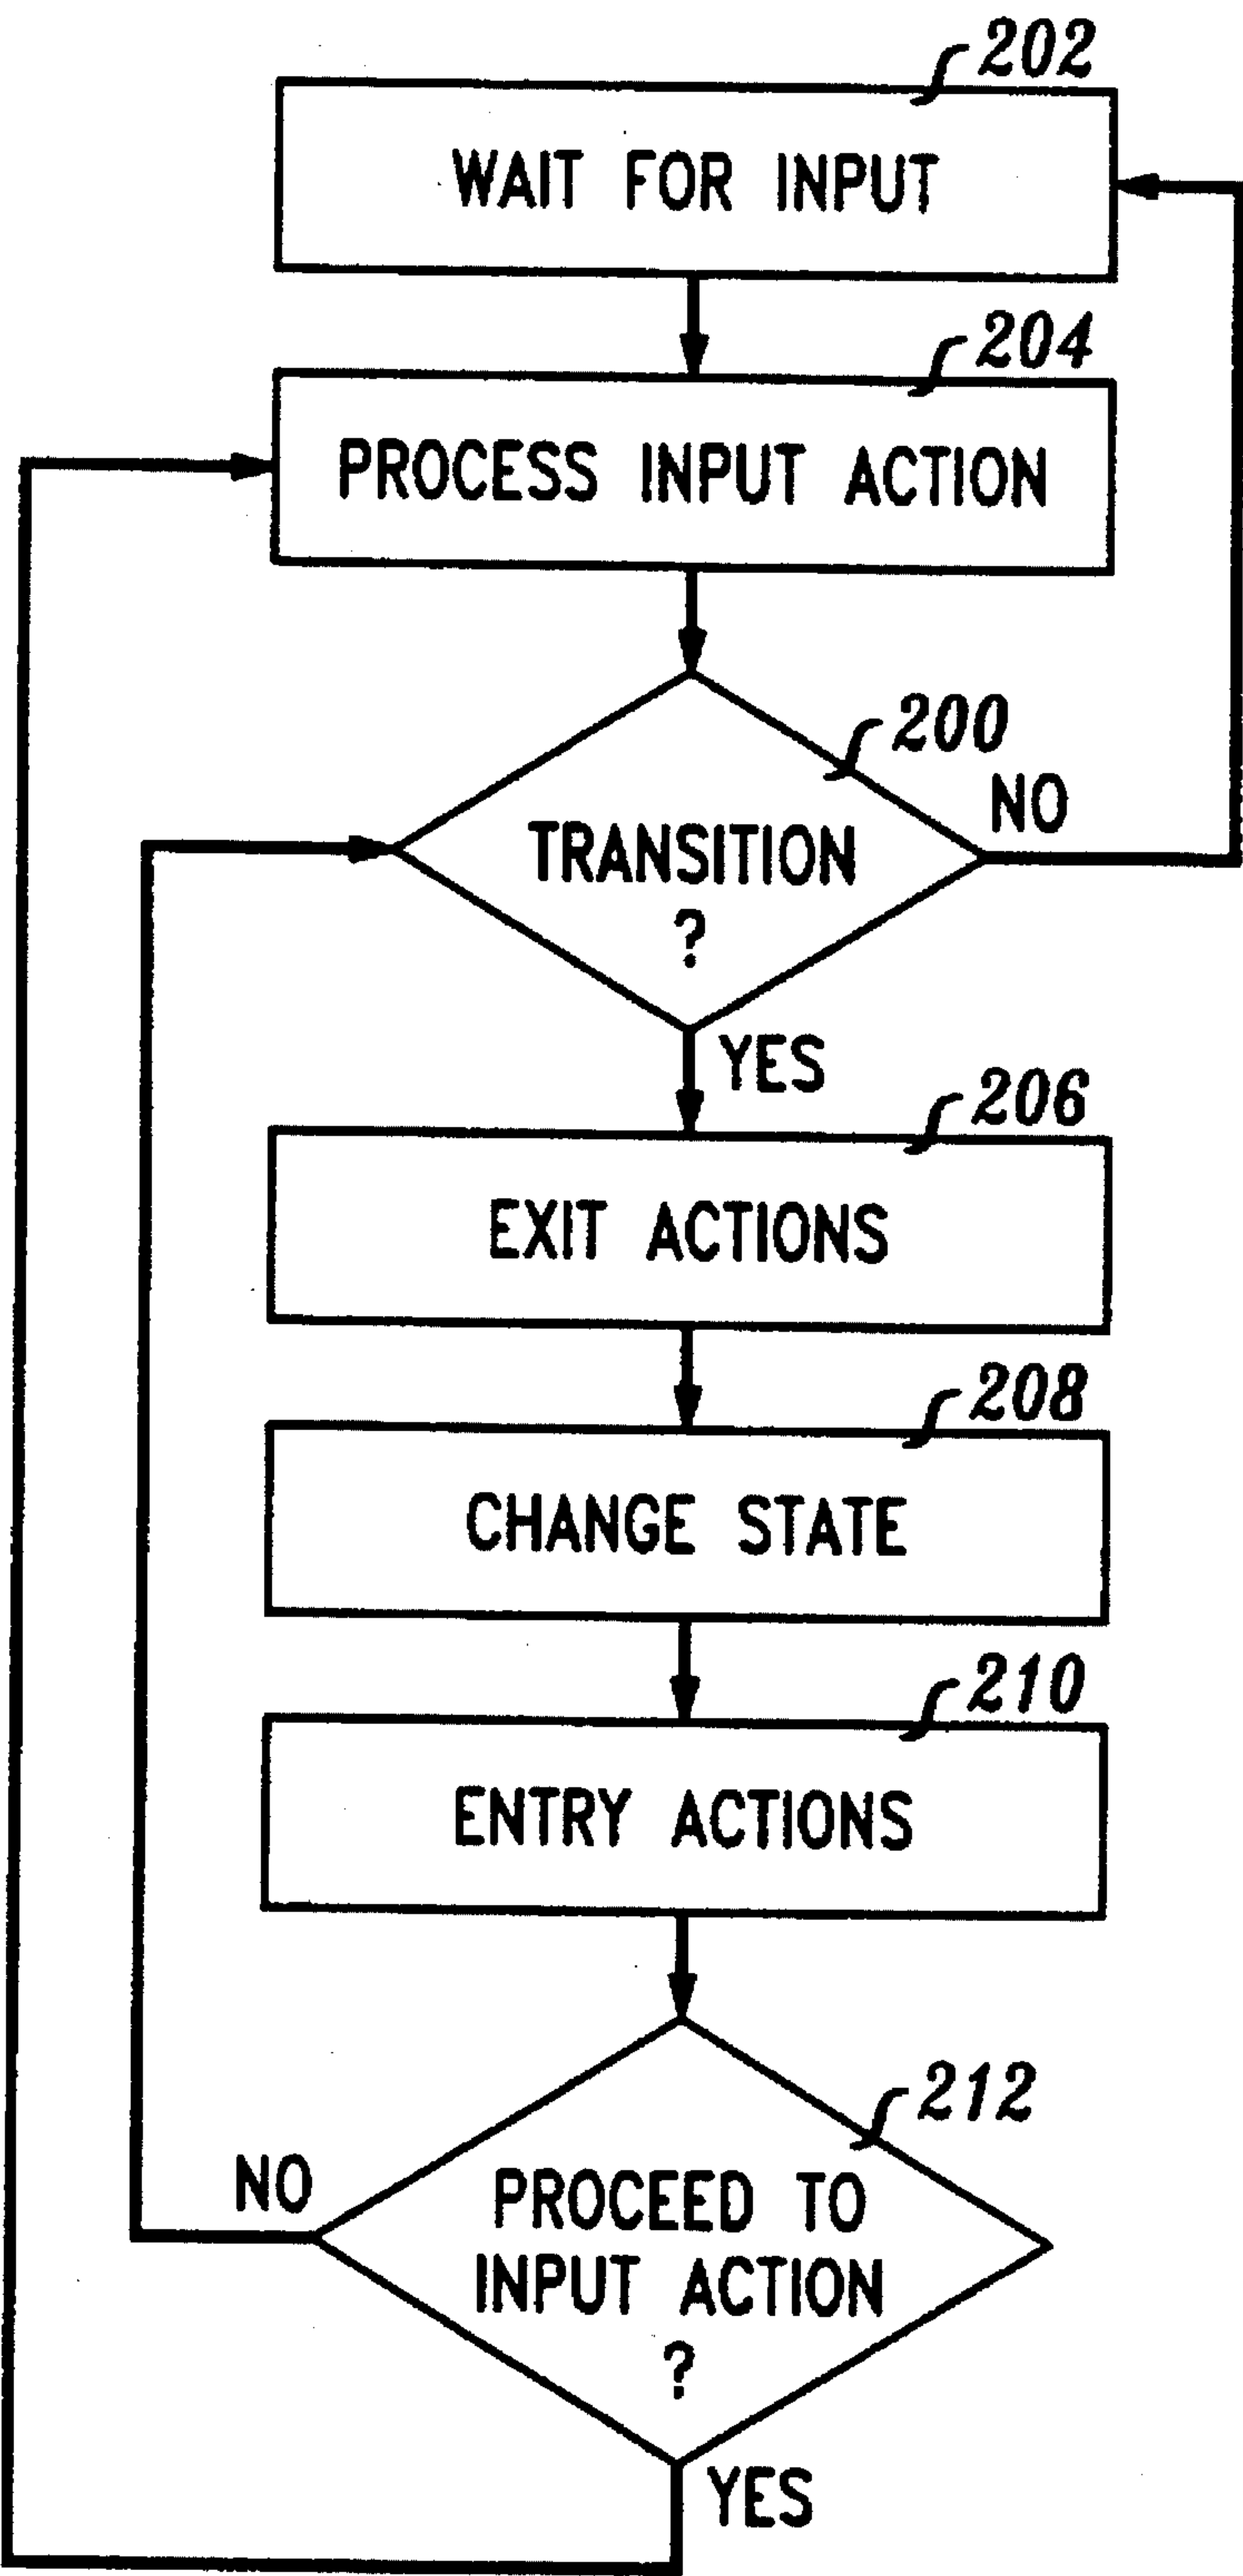 202
WAIT FOR INPUT
204
PROCESS INPUT ACTION
200
NO
TRANSITION
?
YES
206
EXIT ACTIONS
208
CHANGE STATE
210
ENTRY ACTIONS
212
NO
PROCEED TO
INPUT ACTION
?
YES